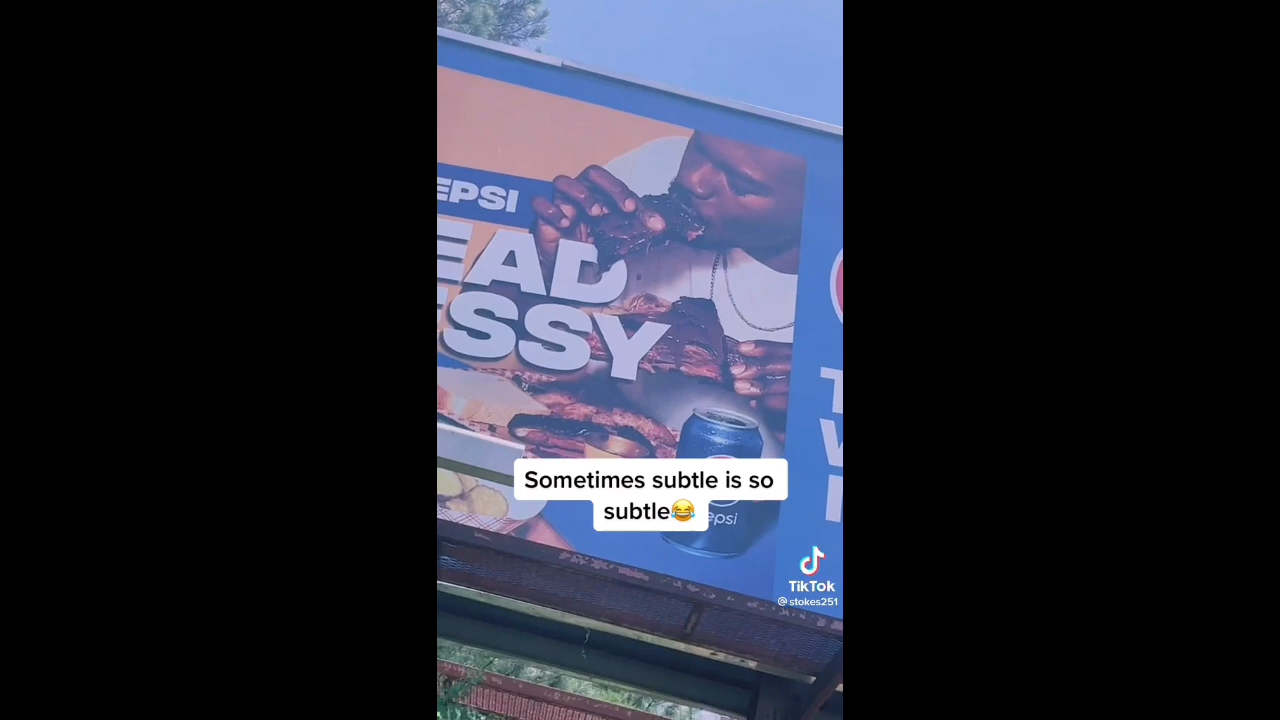 EPSI
EAD
SSY
Sometimes subtle is so
subtle😂
epsi
TikTok
@stokes251